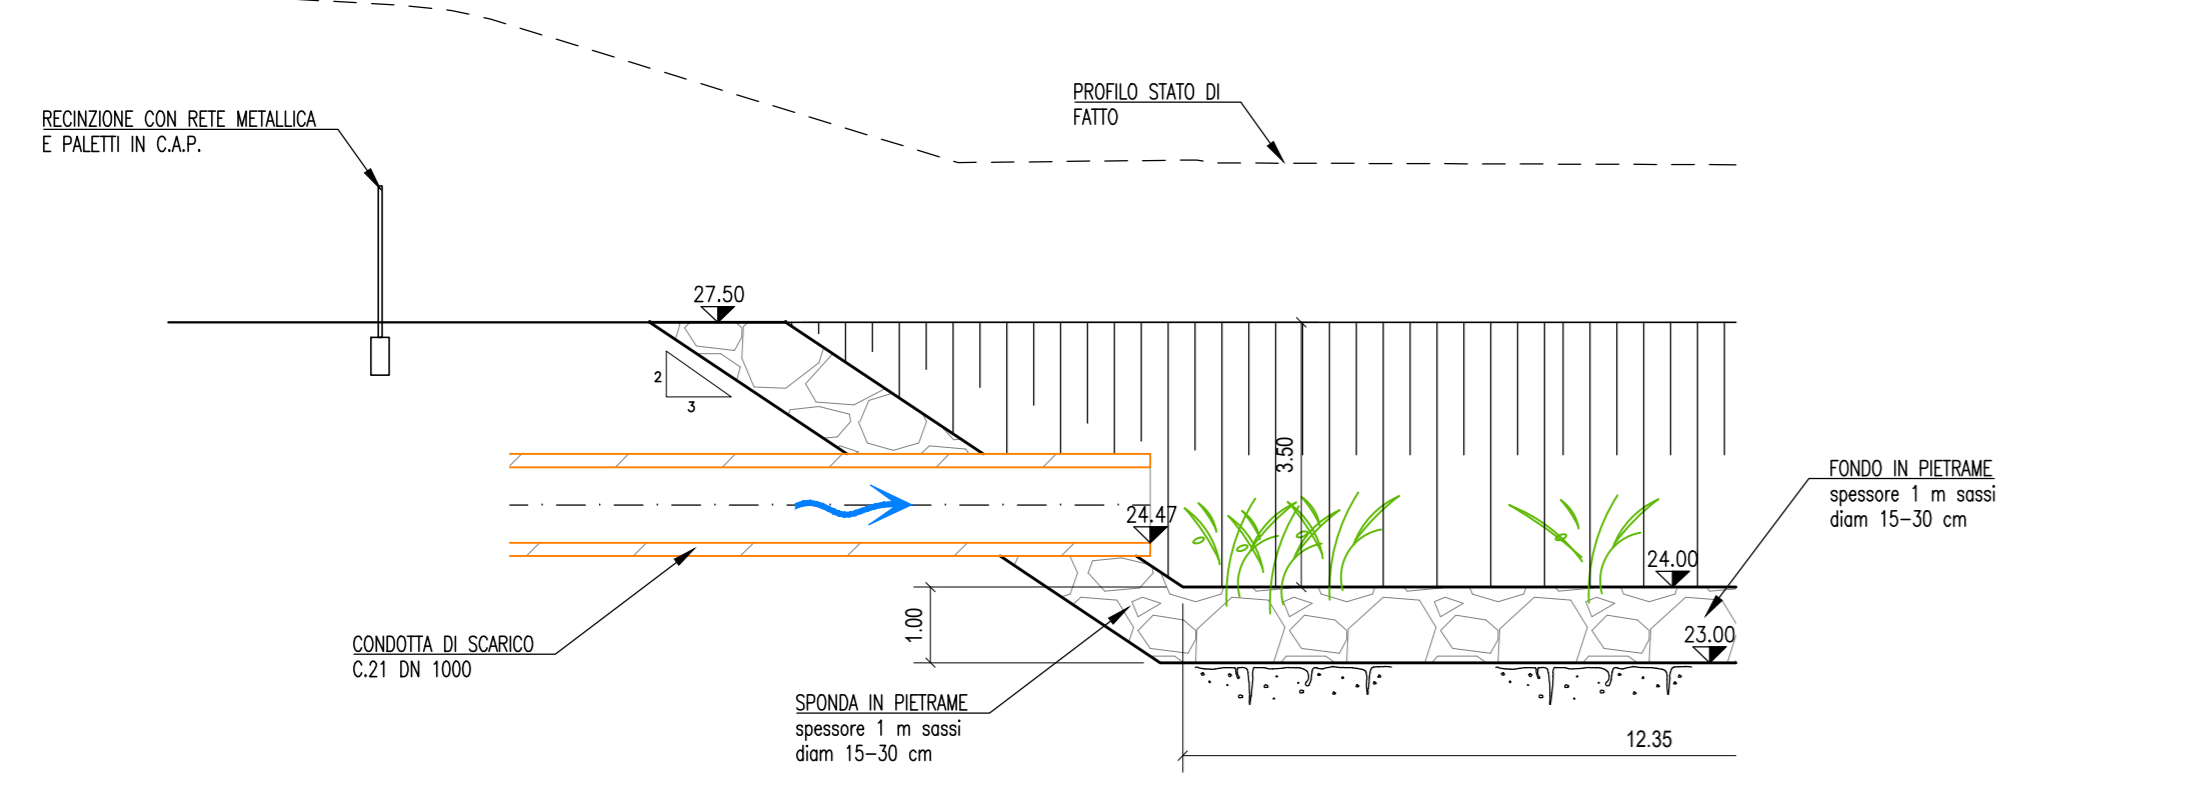 PROFILO STATO DI
FATTO
RECINZIONE CON RETE METALLICA
E PALETTI IN C.A.P.
27.50
2
3
3.50
FONDO IN PIETRAME
spessore 1 m sassi
diam 15-30 cm
24.47
24.00
1.00
23.00
CONDOTTA DI SCARICO
C.21 DN 1000
SPONDA IN PIETRAME
spessore 1 m sassi
diam 15-30 cm
12.35